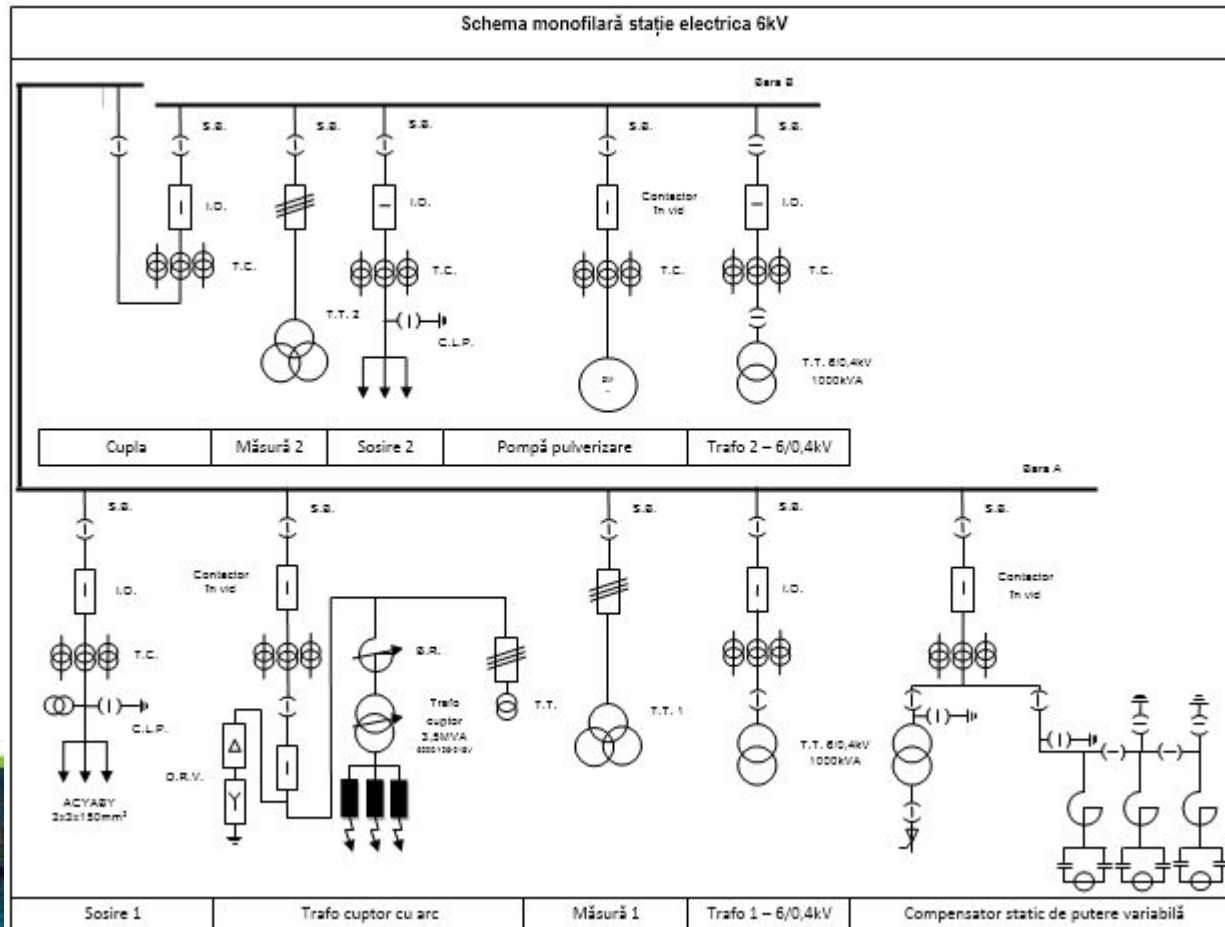 Schema monofilară stație electrica 6kV
Bara B
S.B.
S.B.
S.B.
S.B.
S.B.
I.O.
I.O.
Contactor
în vid
I.O.
T.C.
T.C.
T.C.
T.C.
T.T. 2
C.L.P.
T.T. 6/0,4kV
1000kVA
Cupla
Măsură 2
Sosire 2
Pompă pulverizare
Trafo 2 – 6/0,4kV
Bara A
S.B.
S.B.
S.B.
S.B.
S.B.
I.O.
Contactor
în vid
I.O.
Contactor
în vid
T.C.
B.R.
T.T.
C.L.P.
Trafo
cuptor
3,5MVA
T.T. 1
T.T. 6/0,4kV
1000kVA
D.R.V.
Δ
Y
ACYABY
3x3x150mm²
Sosire 1
Trafo cuptor cu arc
Măsură 1
Trafo 1 – 6/0,4kV
Compensator static de putere variabilă